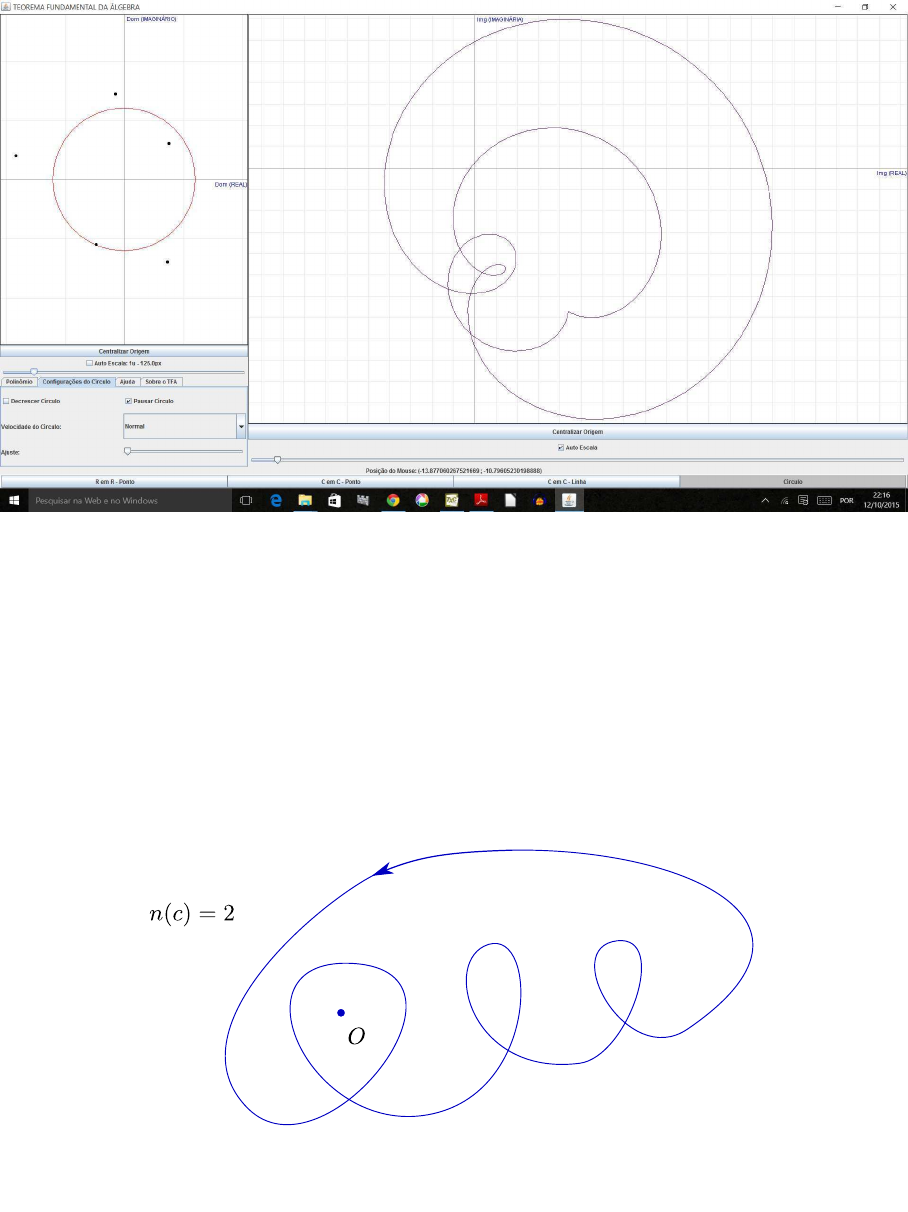 TEOREMA FUNDAMENTAL DA ÁLGEBRA
Dom (IMAGINÁRIO)
Dom (REAL)
Img (IMAGINÁRIA)
Img (REAL)
Centralizar Origem
Auto Escala: 1u - 125.0px
Polinômio Configurações do Círculo Ajuda Sobre o TFA
Decrescer Círculo Pausar Círculo
Velocidade do Círculo: Normal
Ajuste:
Centralizar Origem
Auto Escala
Posição do Mouse: (-13.877060267521669 ; -10.79605230198888)
R em R - Ponto C em C - Ponto C em C - Linha Círculo
Pesquisar na Web e no Windows
POR
22:16
12/10/2015
n(c) = 2
O